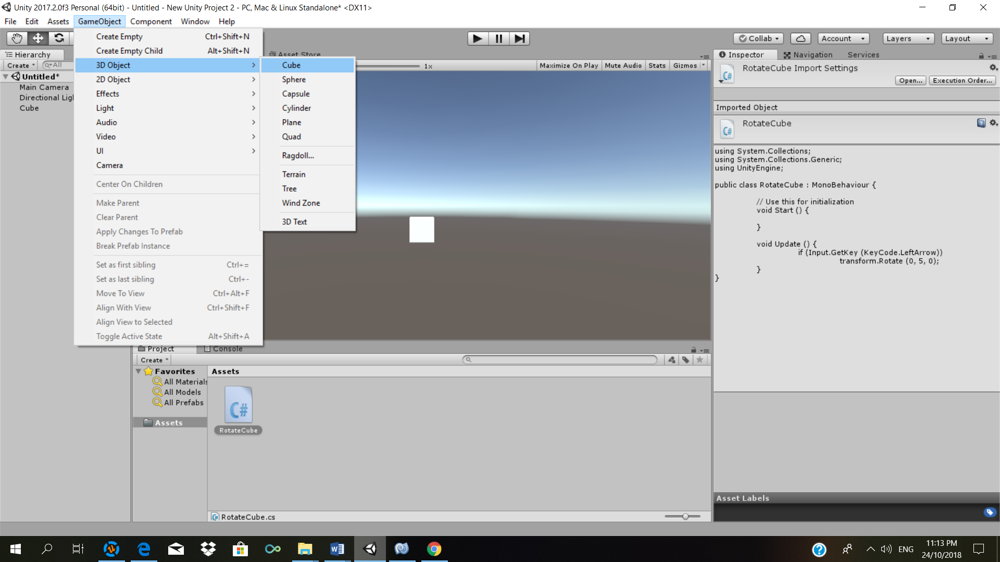 Unity 2017.2.0f3 Personal (64bit) - Untitled - New Unity Project 2 - PC, Mac & Linux Standalone* <DX11>
File Edit Assets GameObject Component Window Help
Collab Account Layers Layout
Hierarchy
Create All
Untitled*
Main Camera
Directional Ligl
Cube
Create Empty Ctrl+Shift+N
Create Empty Child Alt+Shift+N
3D Object
2D Object
Effects
Light
Audio
Video
UI
Camera
Center On Children
Make Parent
Clear Parent
Apply Changes To Prefab
Break Prefab Instance
Set as first sibling Ctrl+=
Set as last sibling Ctrl+-
Move To View Ctrl+Alt+F
Align With View Ctrl+Shift+F
Align View to Selected
Toggle Active State Alt+Shift+A
Cube
Sphere
Capsule
Cylinder
Plane
Quad
Ragdoll...
Terrain
Tree
Wind Zone
3D Text
Asset Store
1x Maximize On Play Mute Audio Stats Gizmos
Inspector Navigation Services
RotateCube Import Settings
Open... Execution Order...
Imported Object
RotateCube
using System.Collections;
using System.Collections.Generic;
using UnityEngine;
public class RotateCube : MonoBehaviour {
// Use this for initialization
void Start () {
}
void Update () {
if (Input.GetKey (KeyCode.LeftArrow))
transform.Rotate (0, 5, 0);
}
}
Asset Labels
Project Console
Create
Favorites
All Materials
All Models
All Prefabs
Assets
Assets
C#
RotateCube
RotateCube.cs
ENG
11:13 PM
24/10/2018